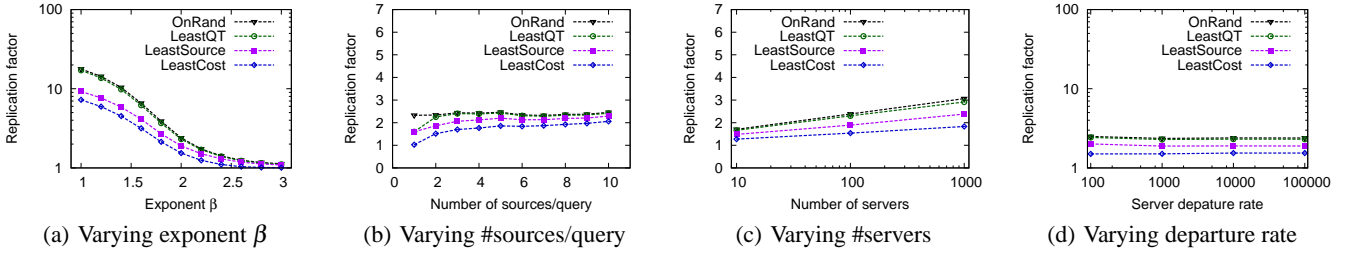 Replication factor
100
10
1
1
1.5
2
2.5
3
Exponent β
OnRand
LeastQT
LeastSource
LeastCost
(a) Varying exponent β
Replication factor
7
6
5
4
3
2
1
0
0
2
4
6
8
10
Number of sources/query
OnRand
LeastQT
LeastSource
LeastCost
(b) Varying #sources/query
Replication factor
7
6
5
4
3
2
1
0
10
100
1000
Number of servers
OnRand
LeastQT
LeastSource
LeastCost
(c) Varying #servers
Replication factor
100
10
1
100
1000
10000
100000
Server depature rate
OnRand
LeastQT
LeastSource
LeastCost
(d) Varying departure rate